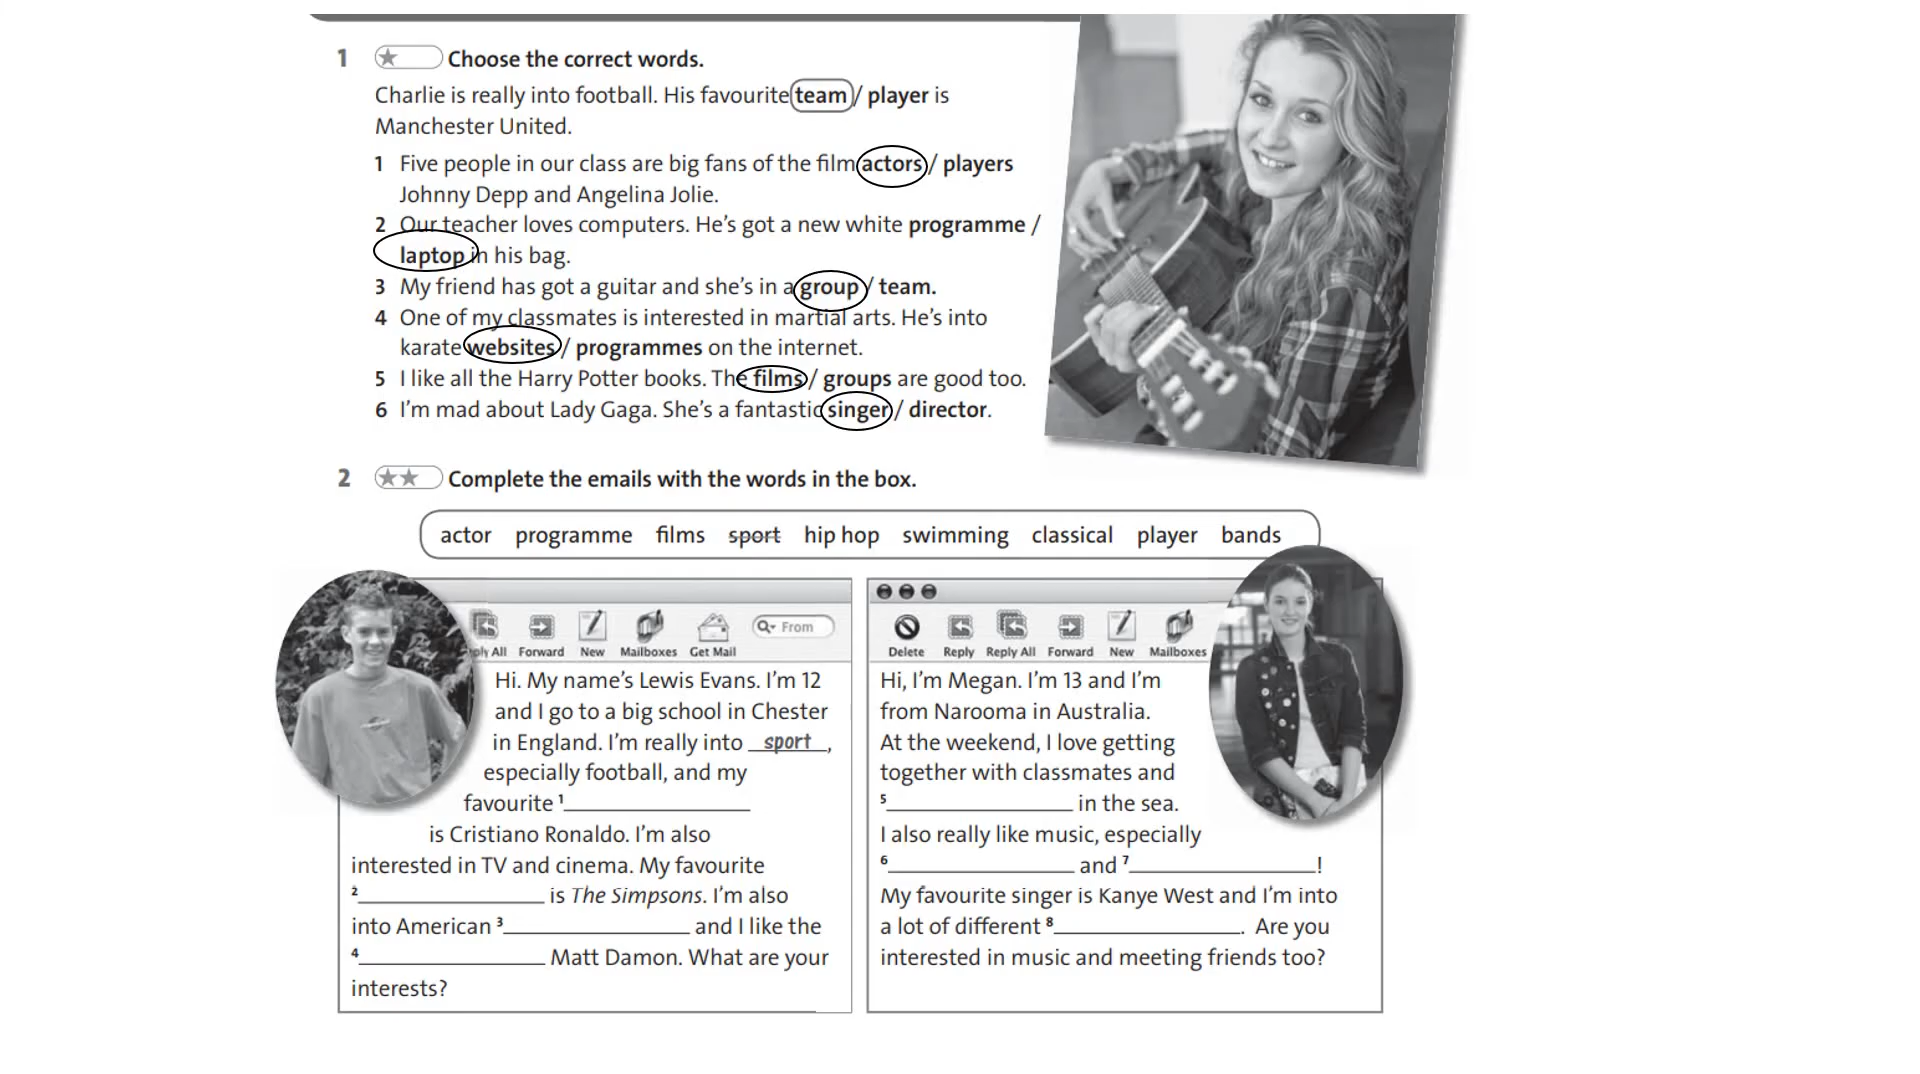 1 Choose the correct words.
Charlie is really into football. His favourite team / player is
Manchester United.
1 Five people in our class are big fans of the film actors / players
Johnny Depp and Angelina Jolie.
2 Our teacher loves computers. He's got a new white programme /
laptop in his bag.
3 My friend has got a guitar and she's in a group / team.
4 One of my classmates is interested in martial arts. He's into
karate websites / programmes on the internet.
5 I like all the Harry Potter books. The films / groups are good too.
6 I'm mad about Lady Gaga. She's a fantastic singer / director.
2 Complete the emails with the words in the box.
actor programme films sport hip hop swimming classical player bands
ply All Forward New Mailboxes Get Mail From
Hi. My name's Lewis Evans. I'm 12
and I go to a big school in Chester
in England. I'm really into sport,
especially football, and my
favourite 1
is Cristiano Ronaldo. I'm also
interested in TV and cinema. My favourite
2 is The Simpsons. I'm also
into American 3 and I like the
4 Matt Damon. What are your
interests?
Delete Reply Reply All Forward New Mailboxes
Hi, I'm Megan. I'm 13 and I'm
from Narooma in Australia.
At the weekend, I love getting
together with classmates and
5 in the sea.
I also really like music, especially
6 and 7 !
My favourite singer is Kanye West and I'm into
a lot of different 8 . Are you
interested in music and meeting friends too?